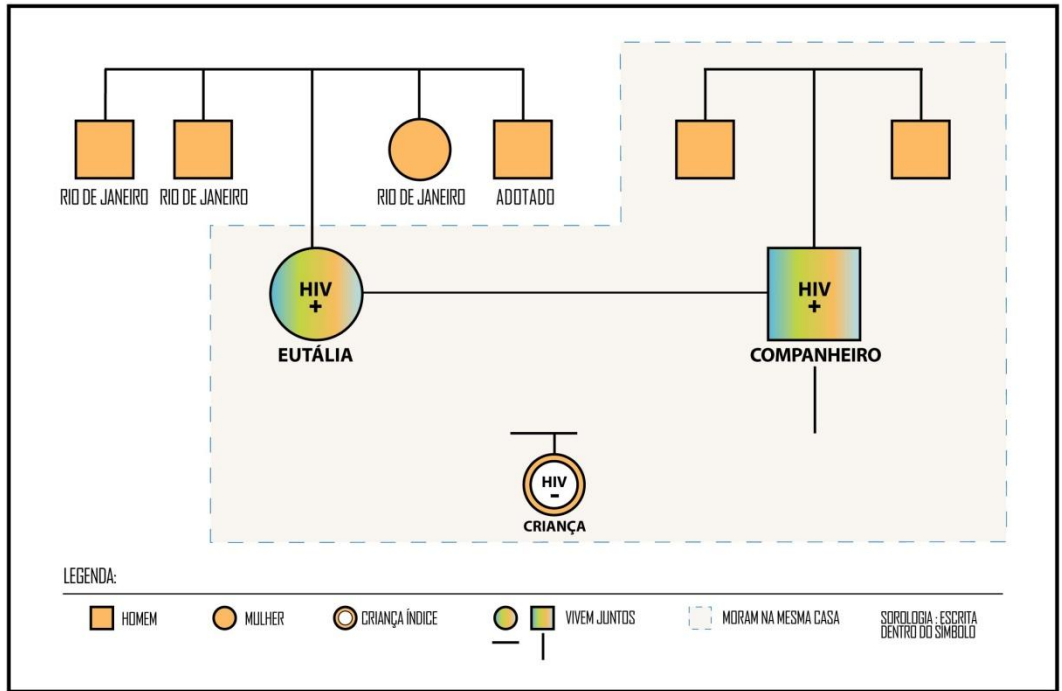 RIO DE JANEIRO RIO DE JANEIRO RIO DE JANEIRO ADOTADO
HIV
+
EUTÁLIA
HIV
+
COMPANHEIRO
HIV
-
CRIANÇA
LEGENDA:
HOMEM MULHER CRIANÇA ÍNDICE VIVEM JUNTOS MORAM NA MESMA CASA SOROLOGIA : ESCRITA
DENTRO DO SÍMBOLO